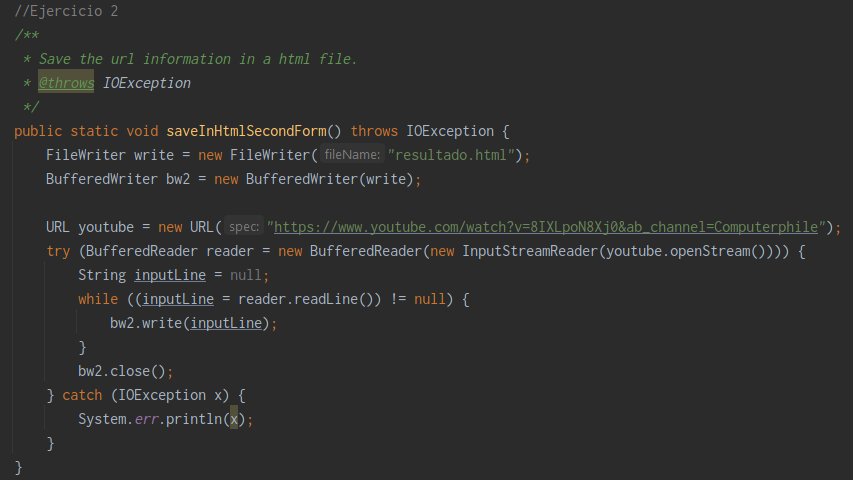 //Ejercicio 2
/**
 * Save the url information in a html file.
 * @throws IOException
 */
public static void saveInHtmlSecondForm() throws IOException {
    FileWriter write = new FileWriter( fileName: "resultado.html");
    BufferedWriter bw2 = new BufferedWriter(write);

    URL youtube = new URL( spec: "https://www.youtube.com/watch?v=8IXLpoN8Xj0&ab_channel=Computerphile");
    try (BufferedReader reader = new BufferedReader(new InputStreamReader(youtube.openStream()))) {
        String inputLine = null;
        while ((inputLine = reader.readLine()) != null) {
            bw2.write(inputLine);
        }
        bw2.close();
    } catch (IOException x) {
        System.err.println(x);
    }
}